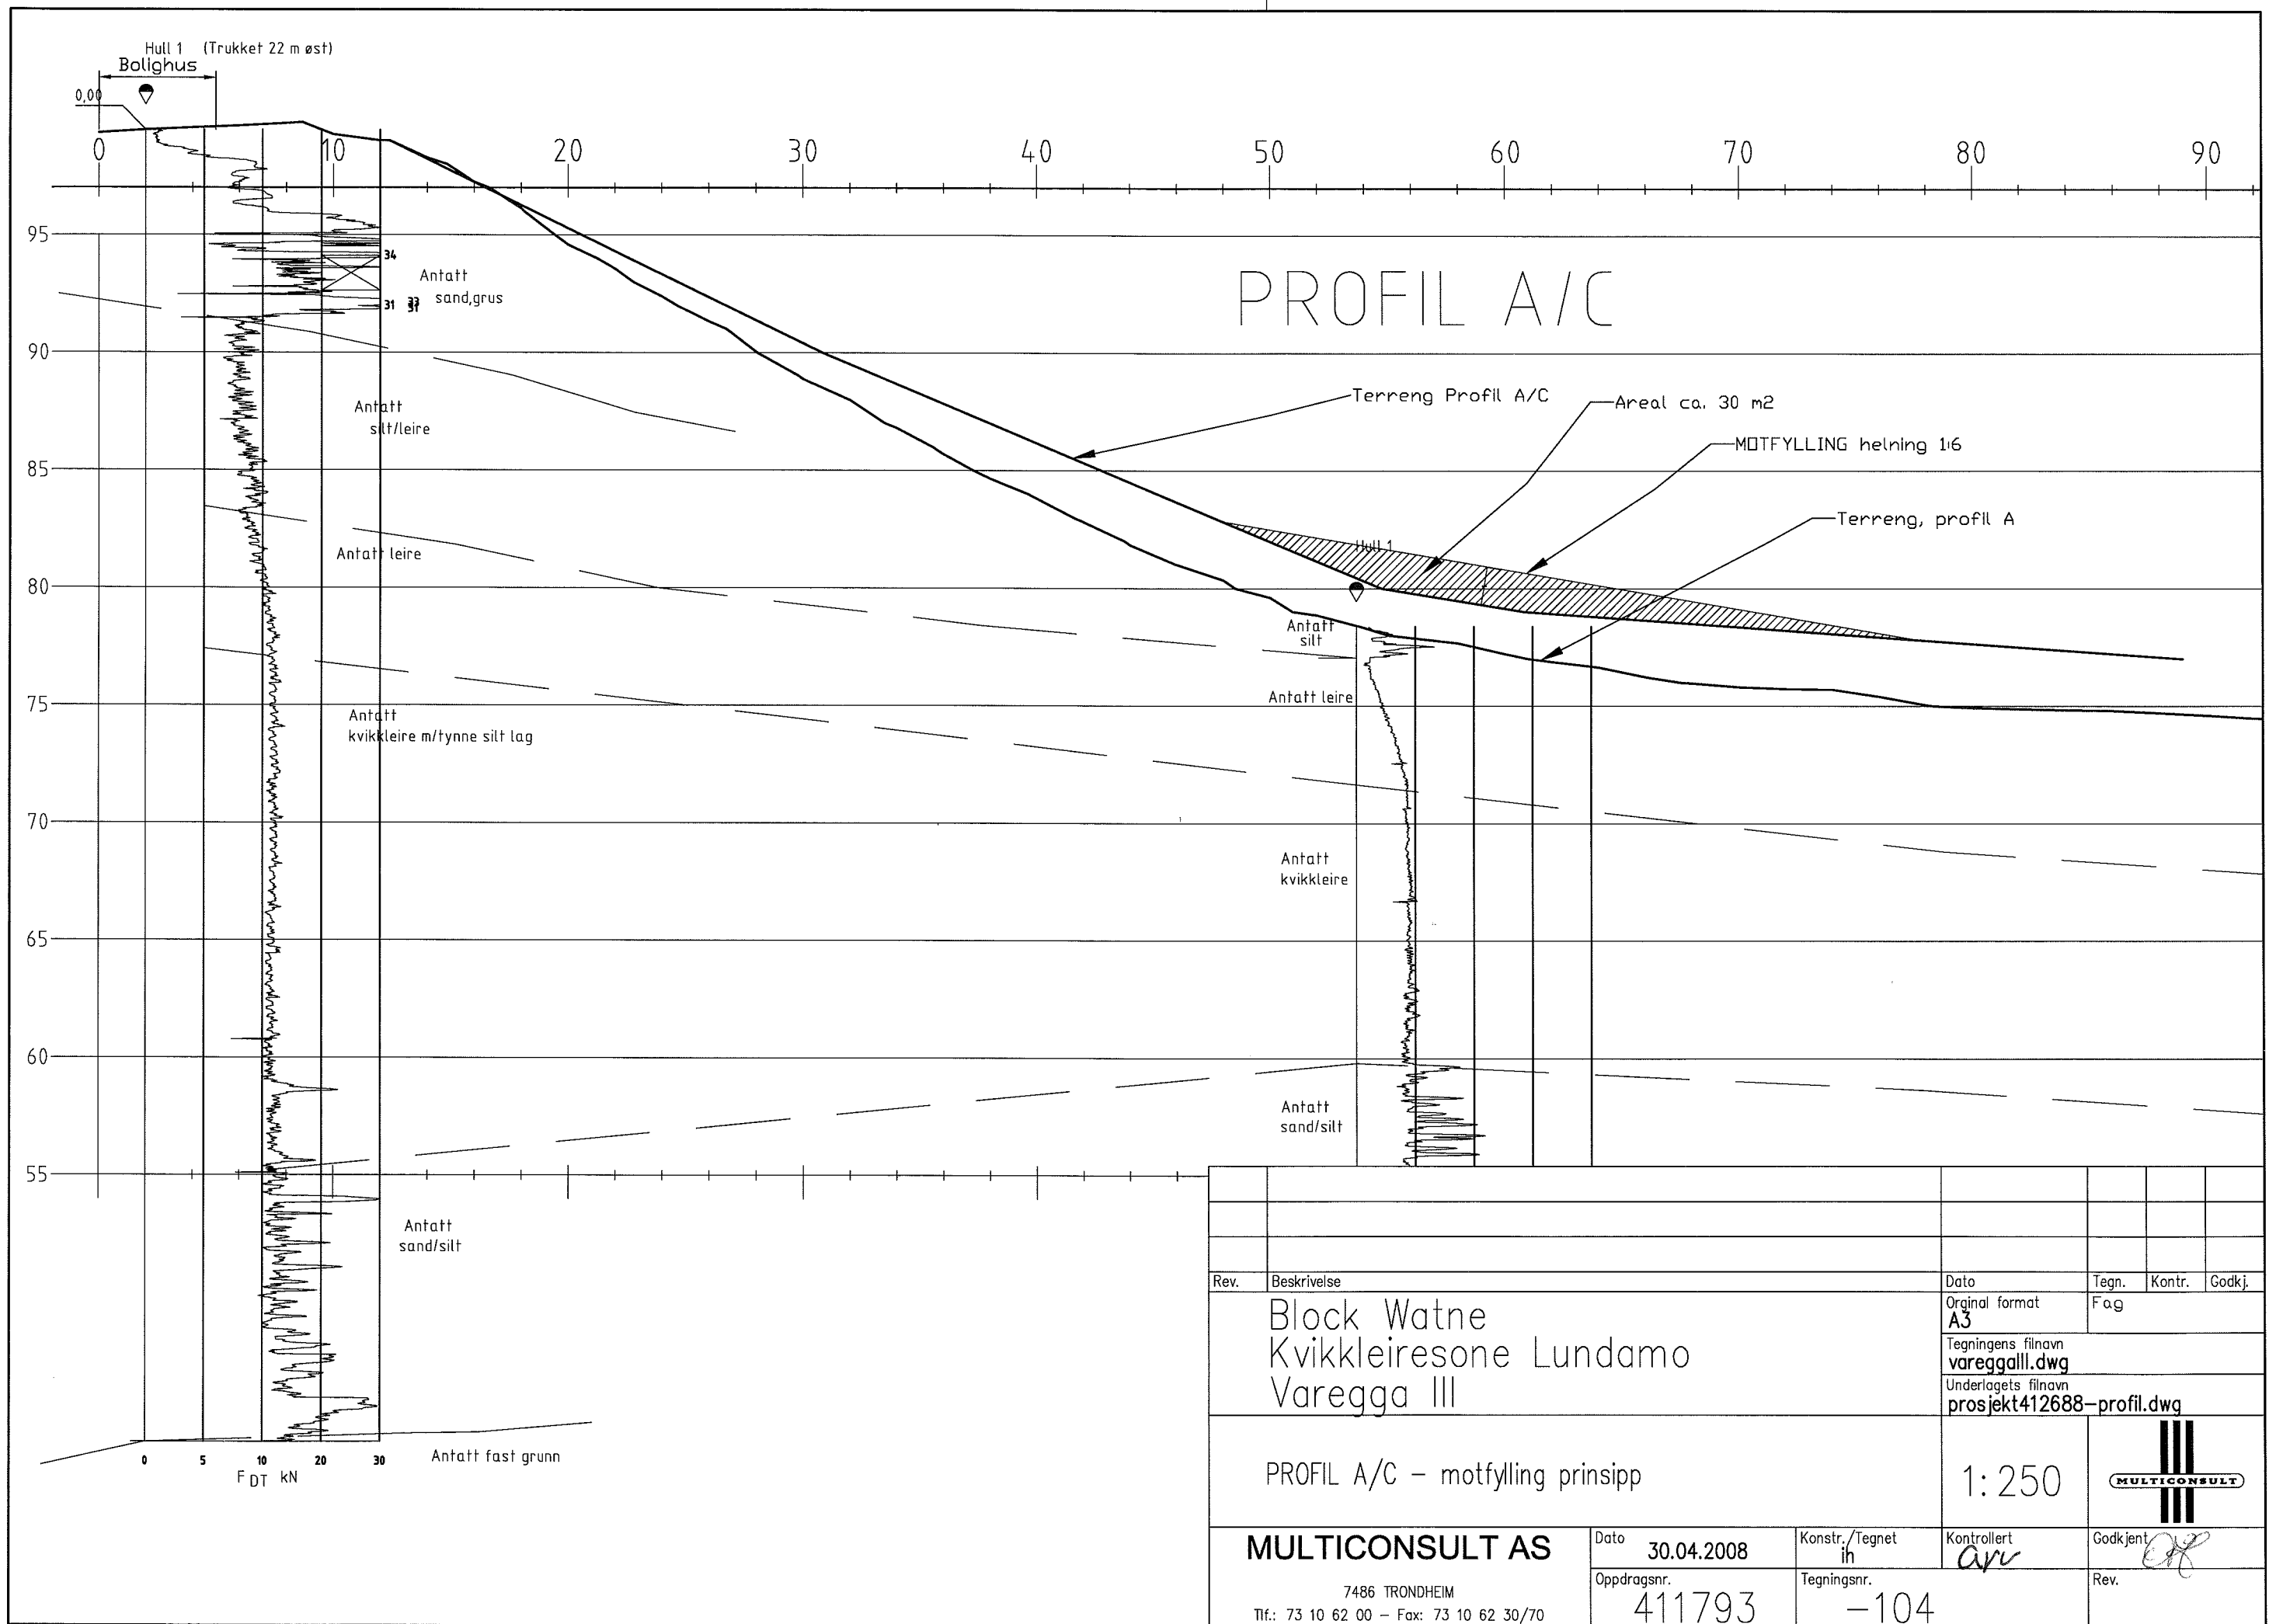 Hull 1 (Trukket 22 m øst)
Bolighus
0,00
0 10 20 30 40 50 60 70 80 90
95
34
Antatt
sand,grus
31 33
PROFIL A/C
90
Terreng Profil A/C
Areal ca. 30 m2
Antatt
silt/leire
MOTFYLLING helning 1:6
85
Terreng, profil A
Antatt leire
Hull 1
80
Antatt
silt
Antatt leire
75
Antatt
kvikkleire m/tynne silt lag
70
Antatt
kvikkleire
65
60
Antatt
sand/silt
55
Antatt
sand/silt
Antatt fast grunn
0 5 10 20 30
F DT kN
Rev. Beskrivelse Dato Tegn. Kontr. Godkj.
Block Watne
Kvikkleiresone Lundamo
Varegga III
Orginal format
A3
Fag
Tegningens filnavn
vareggaIII.dwg
Underlagets filnavn
prosjekt412688-profil.dwg
PROFIL A/C - motfylling prinsipp
1:250
MULTICONSULT
MULTICONSULT AS
7486 TRONDHEIM
Tlf.: 73 10 62 00 - Fax: 73 10 62 30/70
Dato
30.04.2008
Konstr./Tegnet
ih
Kontrollert
Godkjent
Oppdragsnr.
411793
Tegningsnr.
-104
Rev.